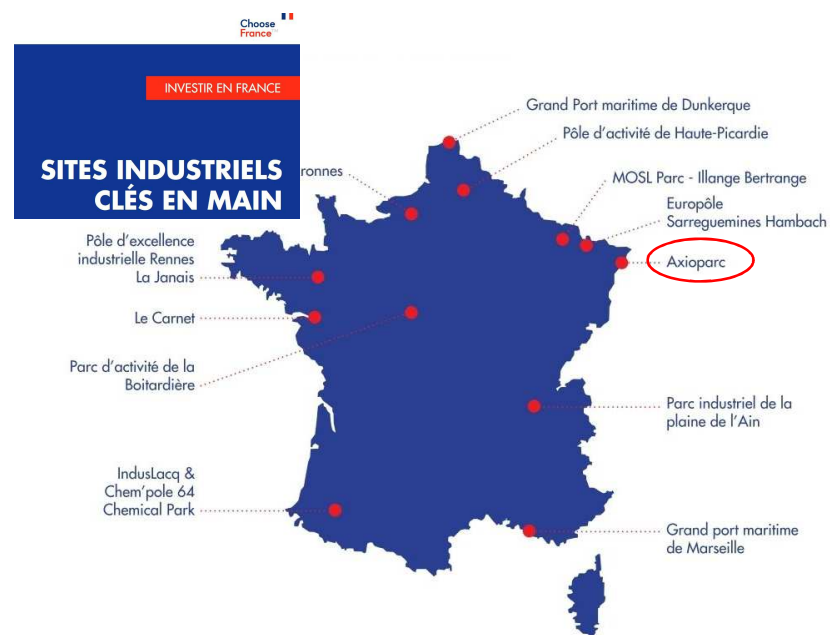 Choose
France
INVESTIR EN FRANCE
SITES INDUSTRIELS
CLÉS EN MAIN
Grand Port maritime de Dunkerque
Pôle d'activité de Haute-Picardie
MOSL Parc - Illange Bertrange
Europôle
Sarreguemines Hambach
Axioparc
Pôle d'excellence
industrielle Rennes
La Janais
Le Carnet
Parc d'activité de la
Boitardière
Parc industriel de la
plaine de l'Ain
IndusLacq &
Chem'pole 64
Chemical Park
Grand port maritime
de Marseille